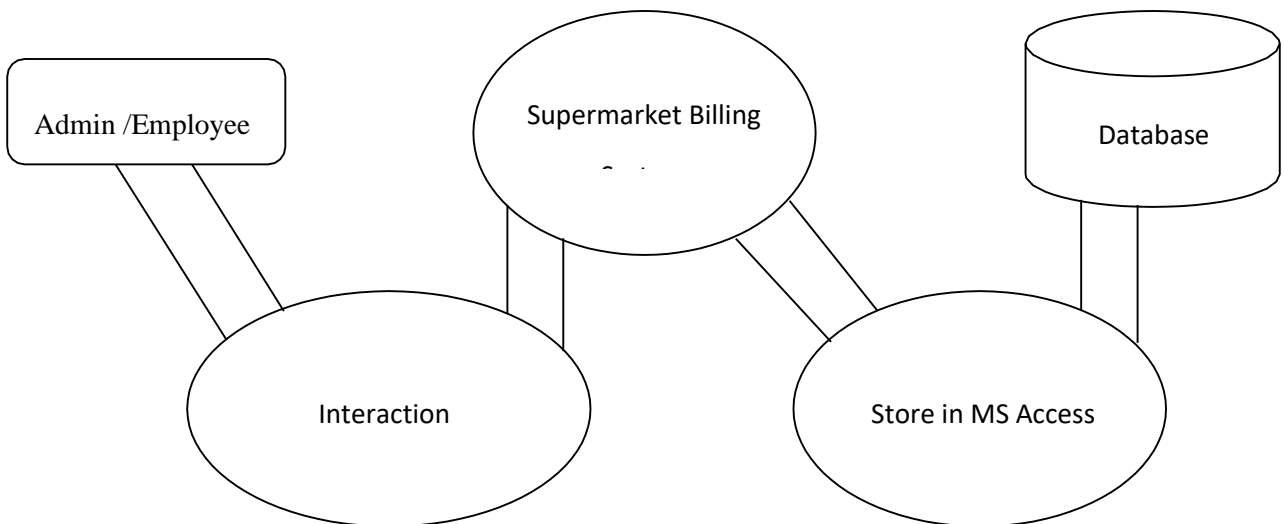 Admin /Employee
Supermarket Billing
Database
Interaction
Store in MS Access